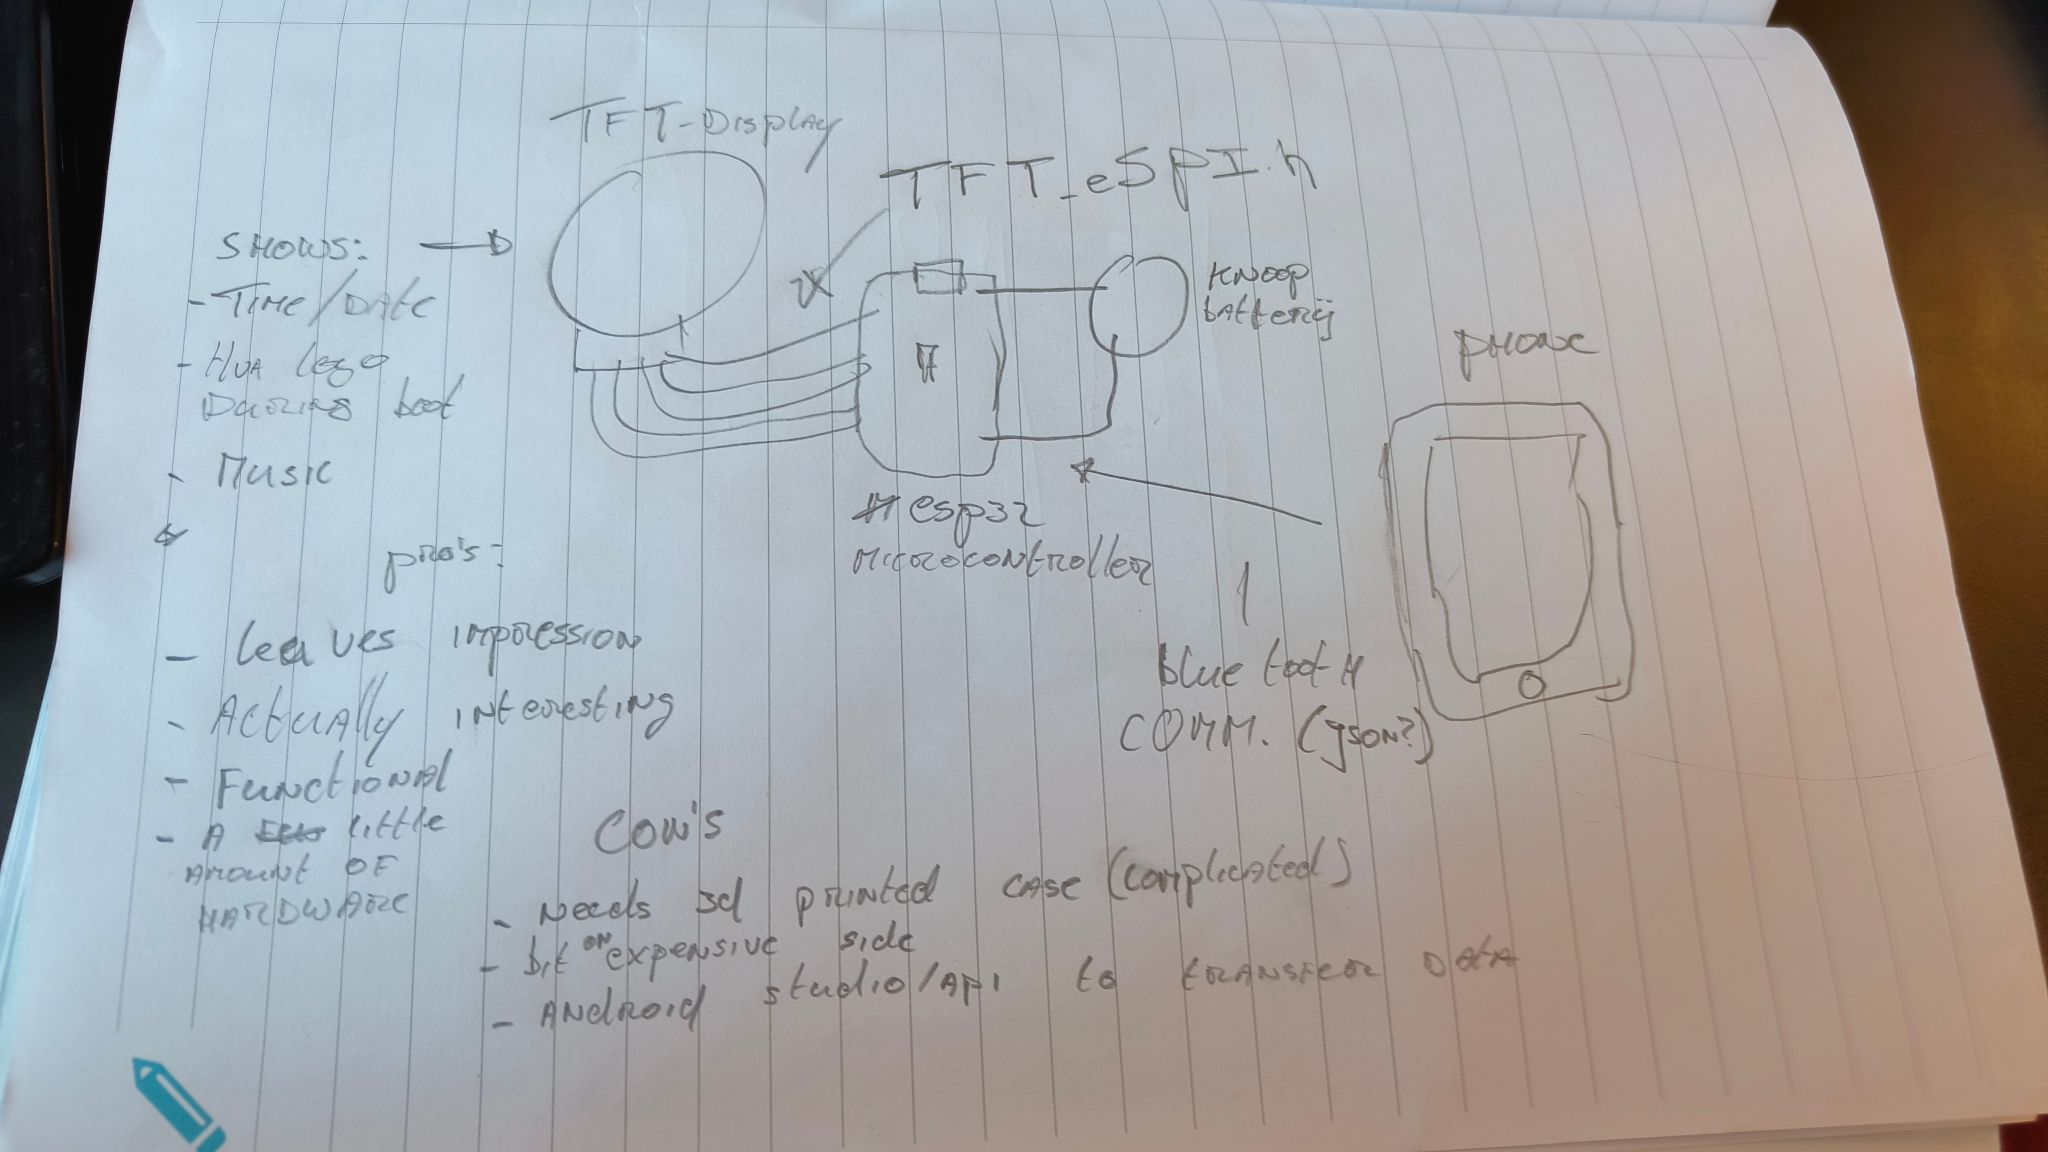 TFT-Display
TFT_eSPI.h
SHOWS:
- TIME/DATE
- HvA logo
During boot
- Music
KNOOP
batterij
PHONE
esp32
Microcontroller
pro's:
- leaves impression
- Actually interesting
- Functional
- A little
Amount OF
HARDWARE
Bluetooth
COMM. (JSON?)
Con's
- Needs 3d printed case (complicated)
- bit on expensive side
- Android studio/API to transfer data